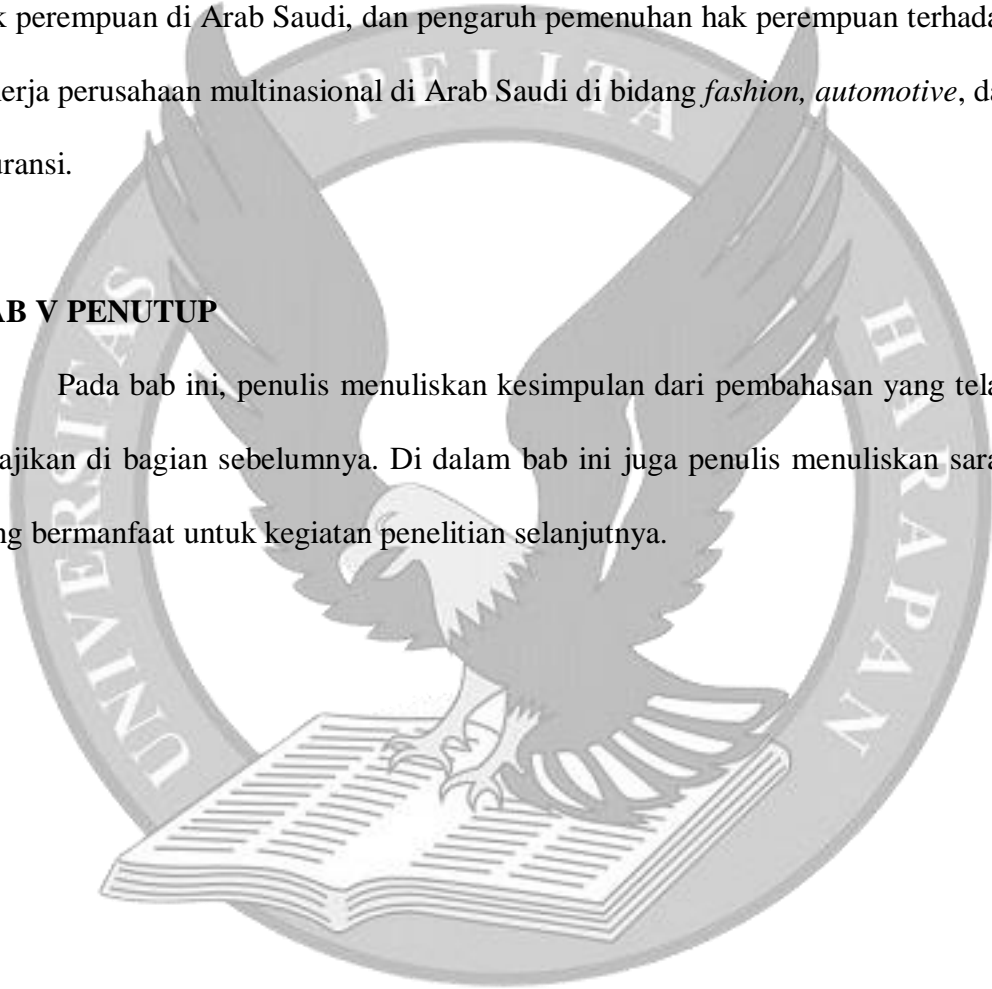 k perempuan di Arab Saudi, dan pengaruh pemenuhan hak perempuan terhada
erja perusahaan multinasional di Arab Saudi di bidang fashion, automotive, da
uransi.
AB V PENUTUP
Pada bab ini, penulis menuliskan kesimpulan dari pembahasan yang tela
ajikan di bagian sebelumnya. Di dalam bab ini juga penulis menuliskan sara
ng bermanfaat untuk kegiatan penelitian selanjutnya.
UNIVERSITAS PELITA HARAPAN